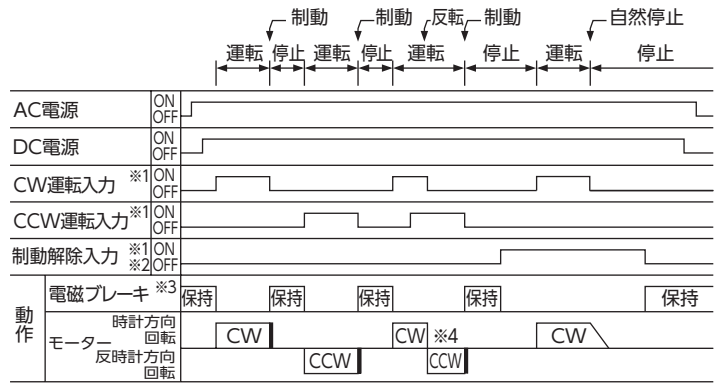 制動 制動 反転 制動 自然停止
運転 停止 運転 停止 運転 停止 運転 停止
AC電源 ON
OFF
DC電源 ON
OFF
CW運転入力 ※1 ON
OFF
CCW運転入力 ※1 ON
OFF
制動解除入力 ※1 ON
※2 OFF
動作
電磁ブレーキ ※3 保持 保持 保持 保持 保持
モーター
時計方向
回転
CW CW ※4 CW
反時計方向
回転
CCW CCW